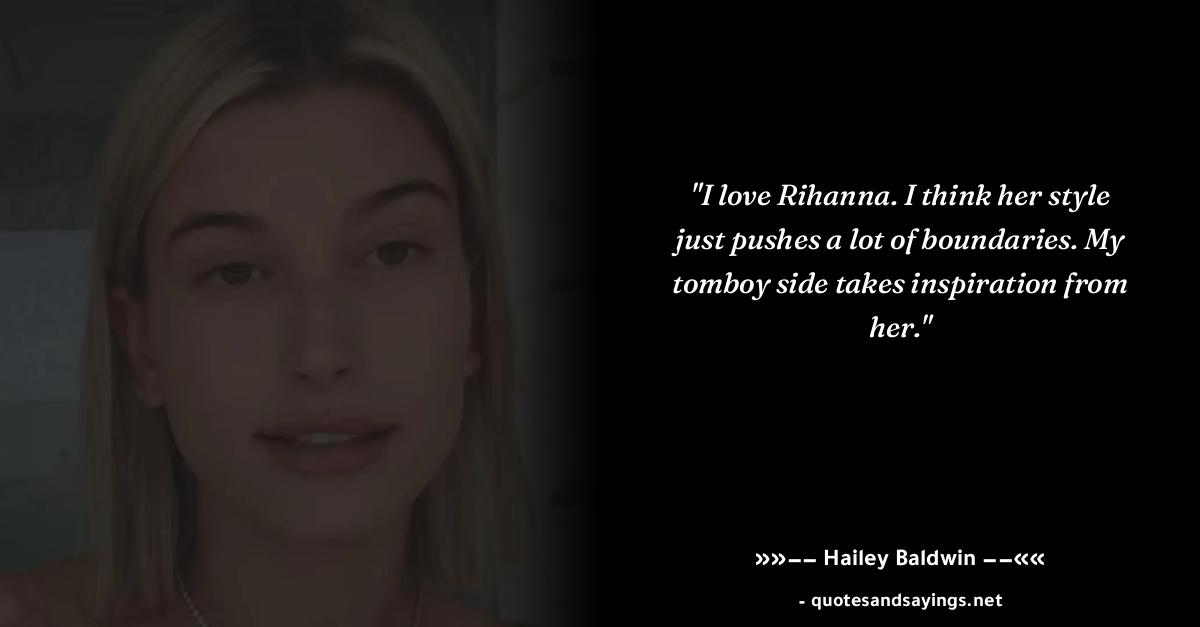 "I love Rihanna. I think her style
just pushes a lot of boundaries. My
tomboy side takes inspiration from
her."
»»−− Hailey Baldwin −−««
- quotesandsayings.net